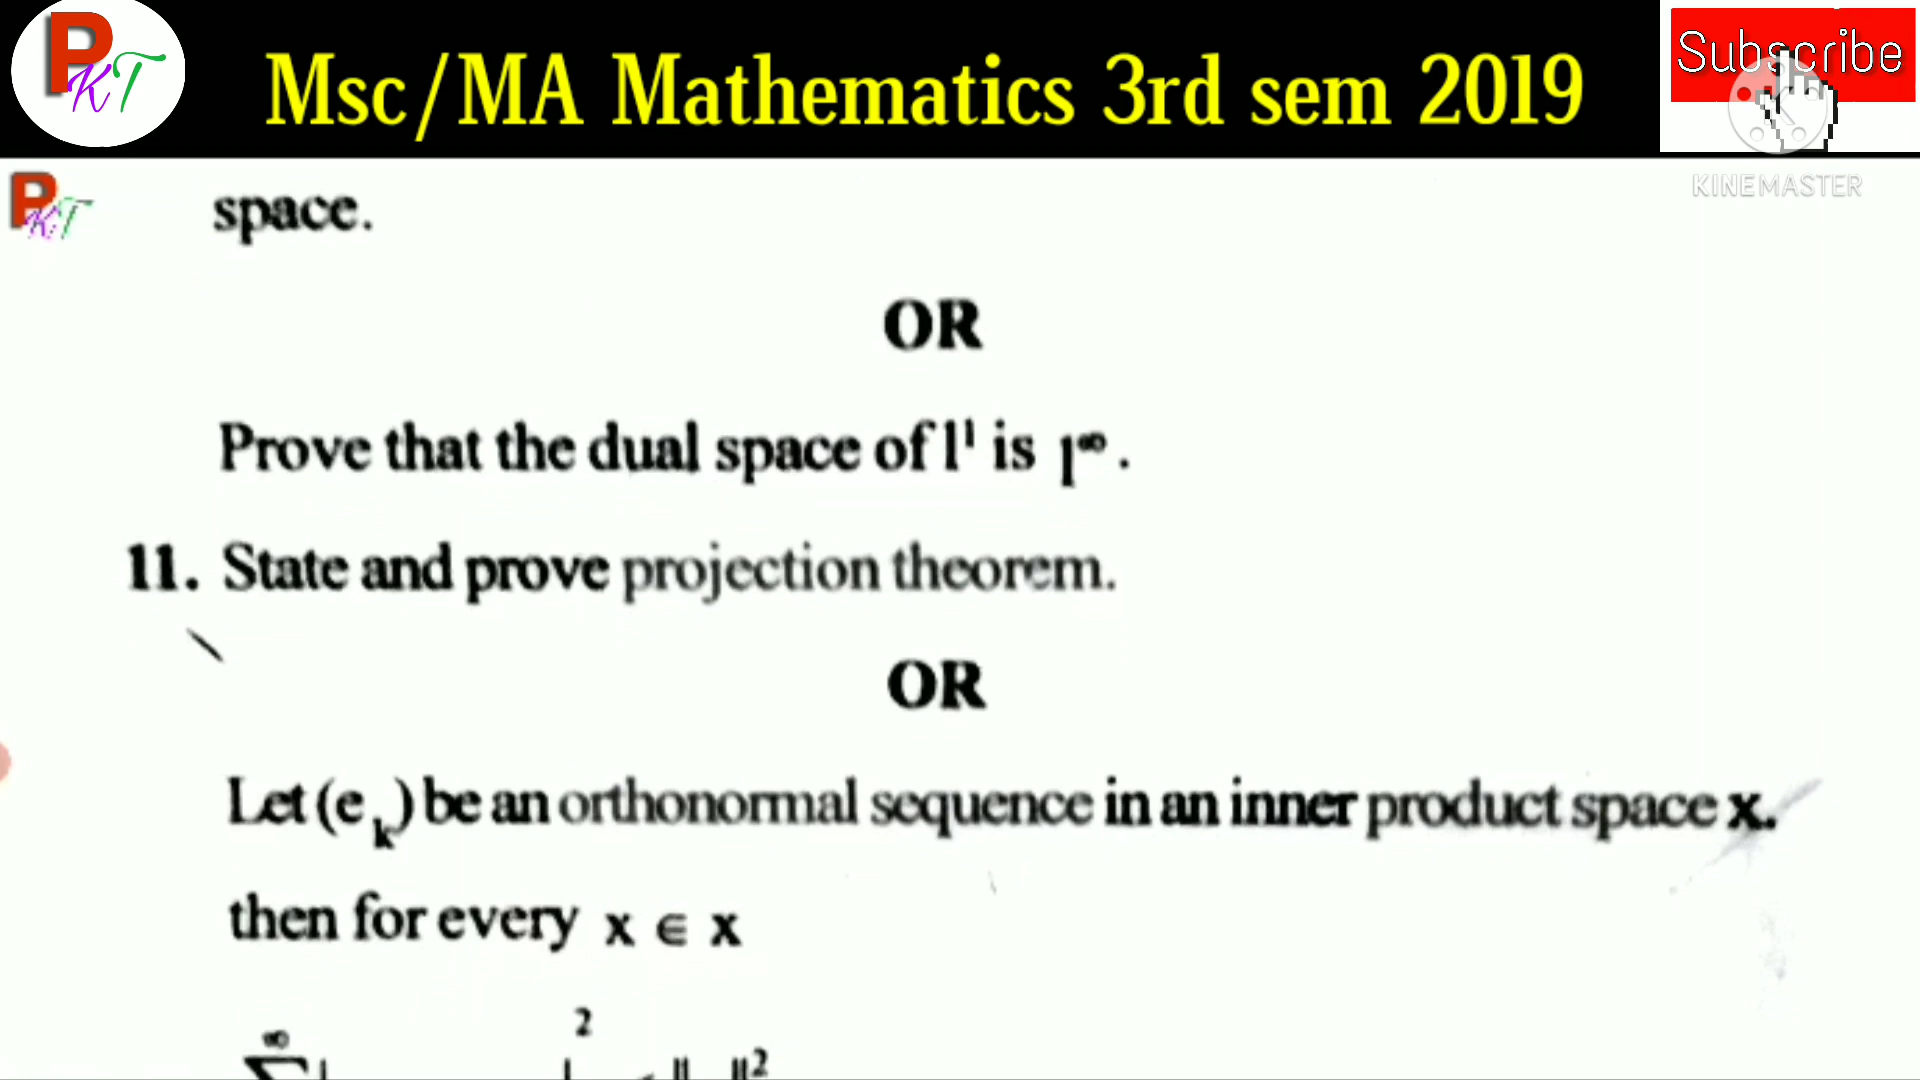 PKT
Msc/MA Mathematics 3rd sem 2019
Subscribe
KINEMASTER
PKT
space.
OR
Prove that the dual space of l¹ is l∞.
11. State and prove projection theorem.
OR
Let (eₖ) be an orthonormal sequence in an inner product space x.
then for every x ∈ x